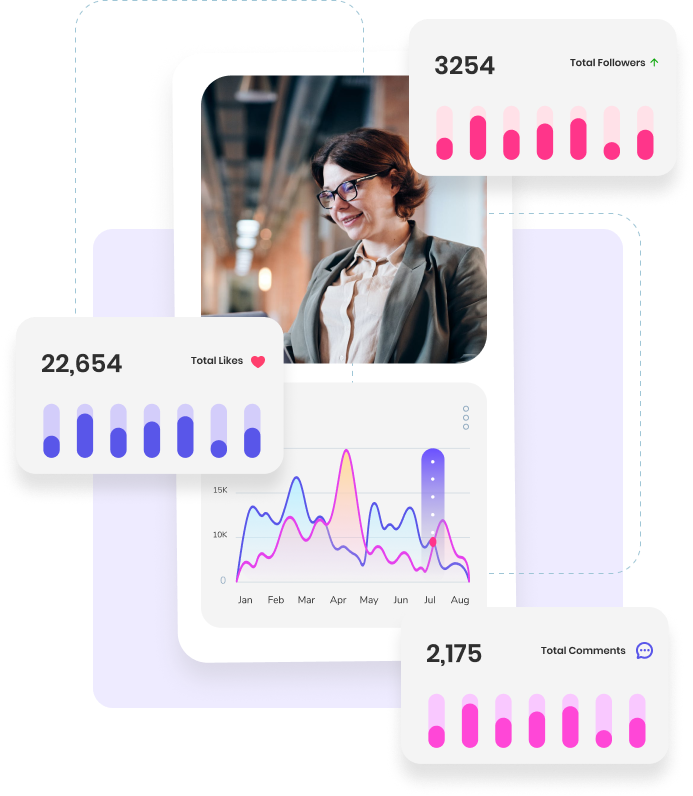 3254
Total Followers
22,654
Total Likes
15K
10K
0
Jan Feb Mar Apr May Jun Jul Aug
2,175
Total Comments